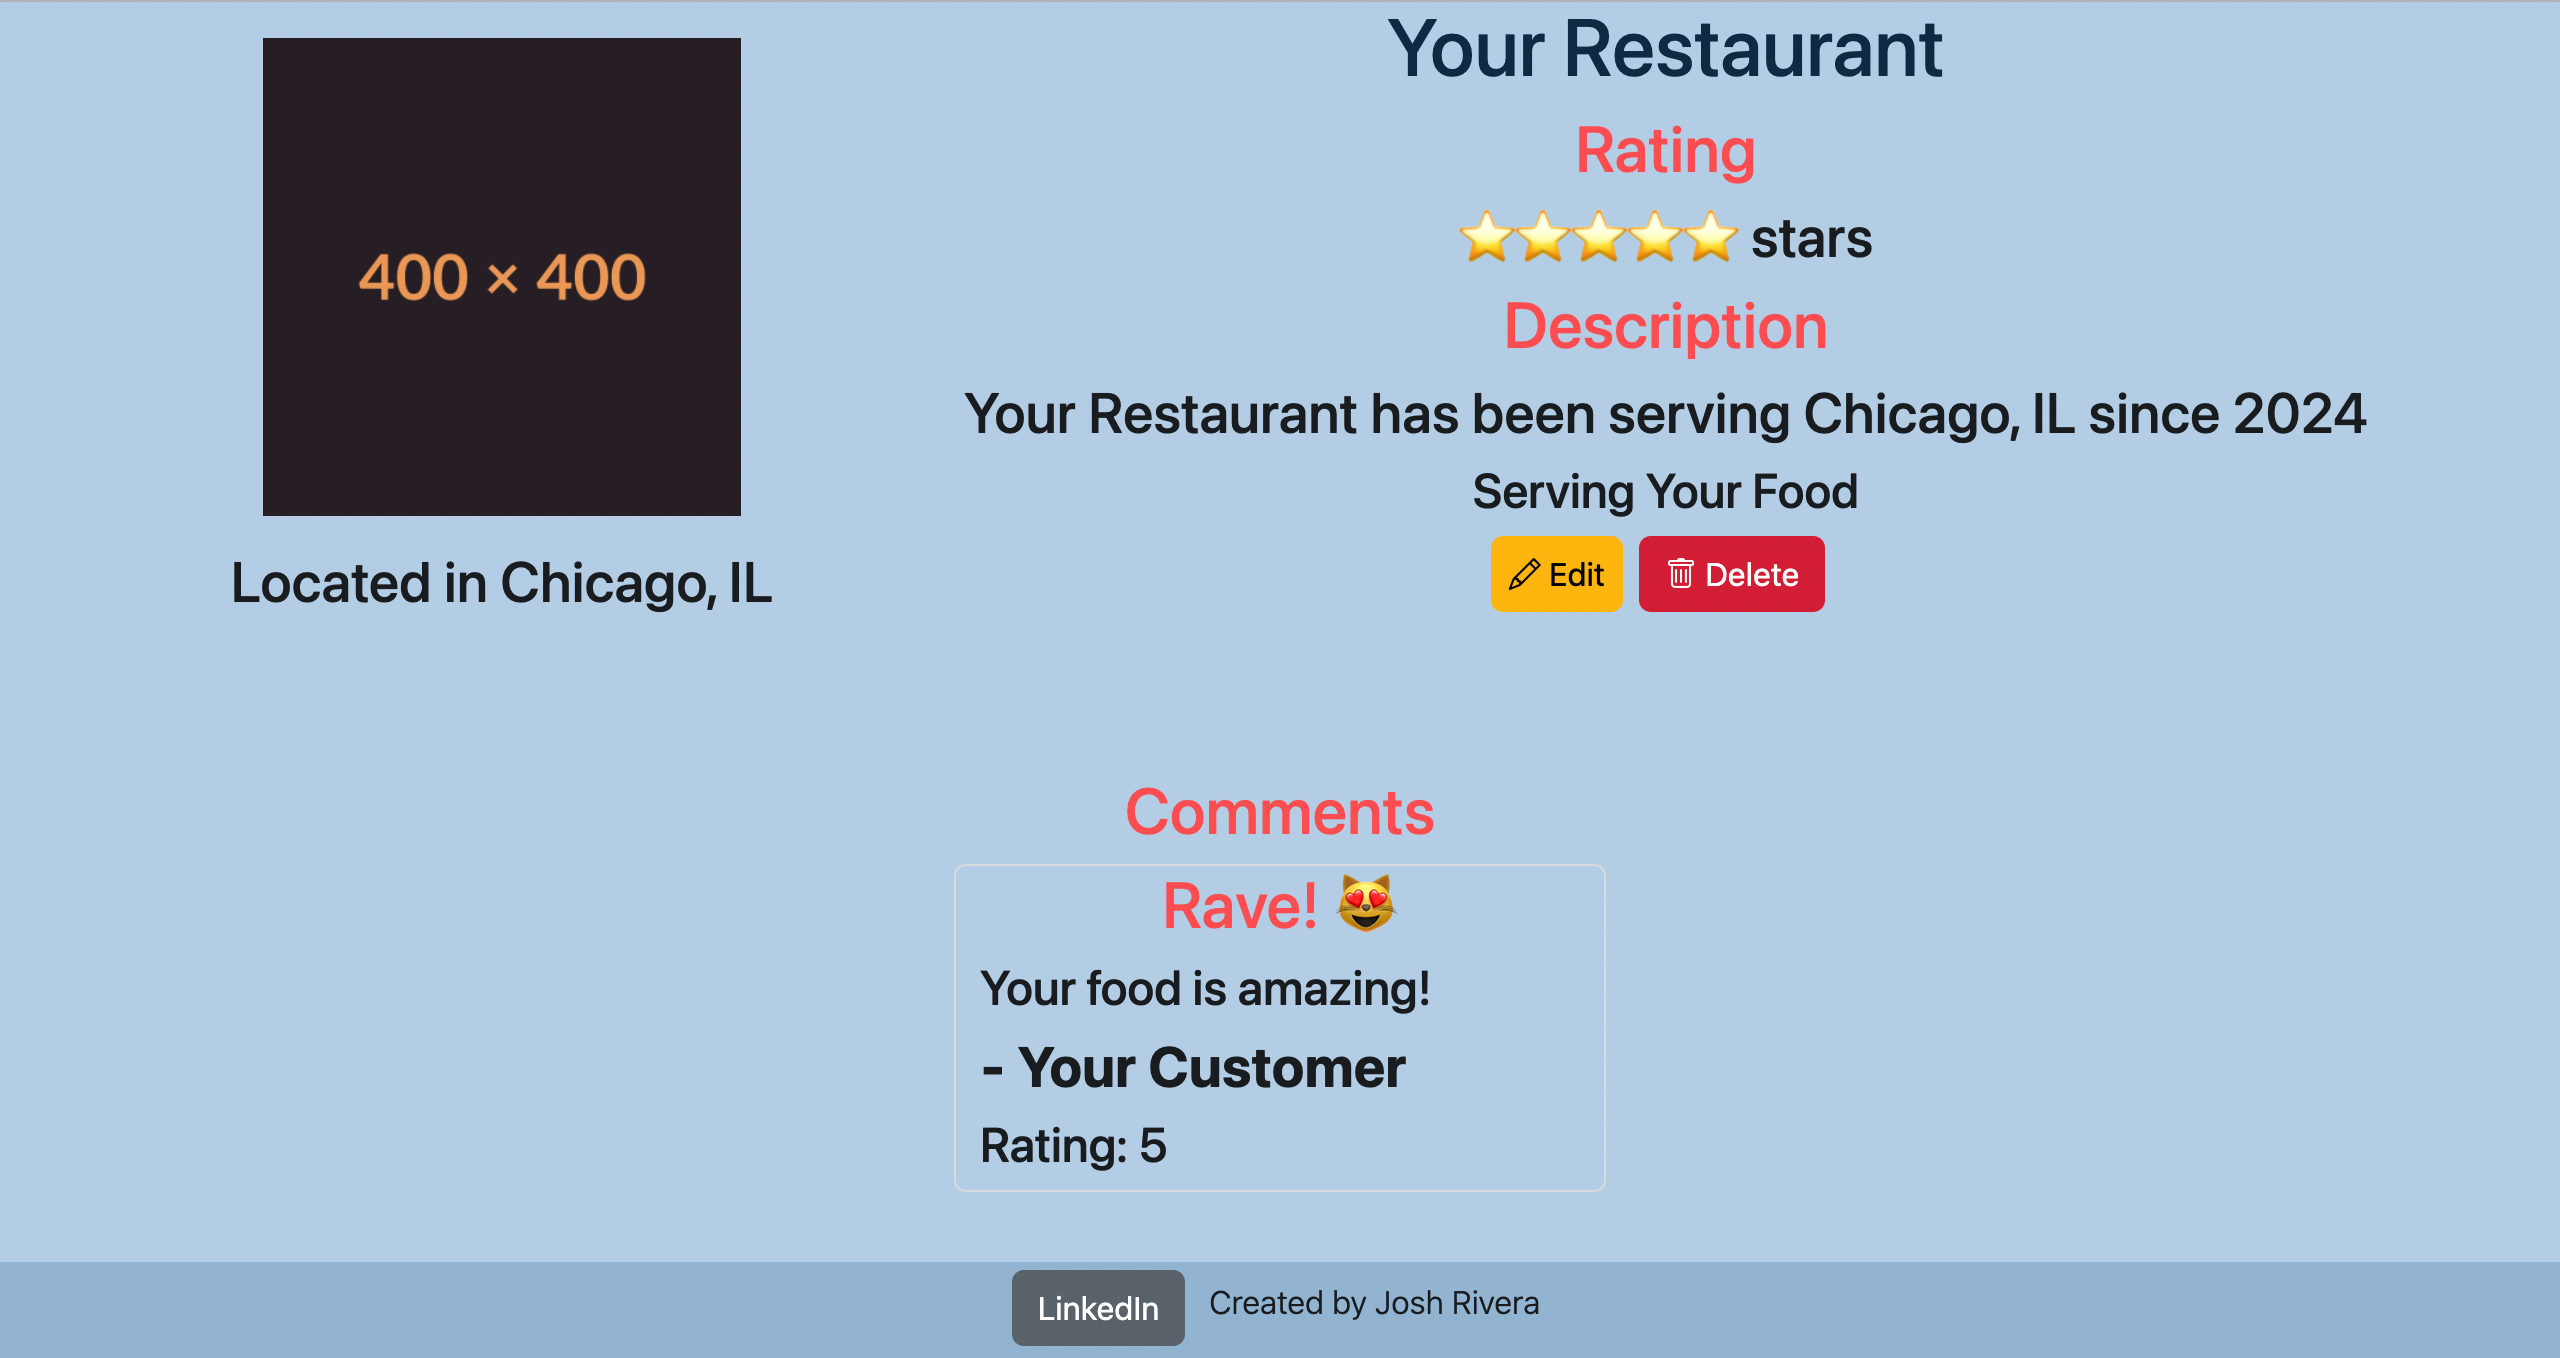 400 × 400
Located in Chicago, IL
Your Restaurant
Rating
⭐⭐⭐⭐⭐ stars
Description
Your Restaurant has been serving Chicago, IL since 2024
Serving Your Food
Edit
Delete
Comments
Rave! 😻
Your food is amazing!
- Your Customer
Rating: 5
LinkedIn
Created by Josh Rivera